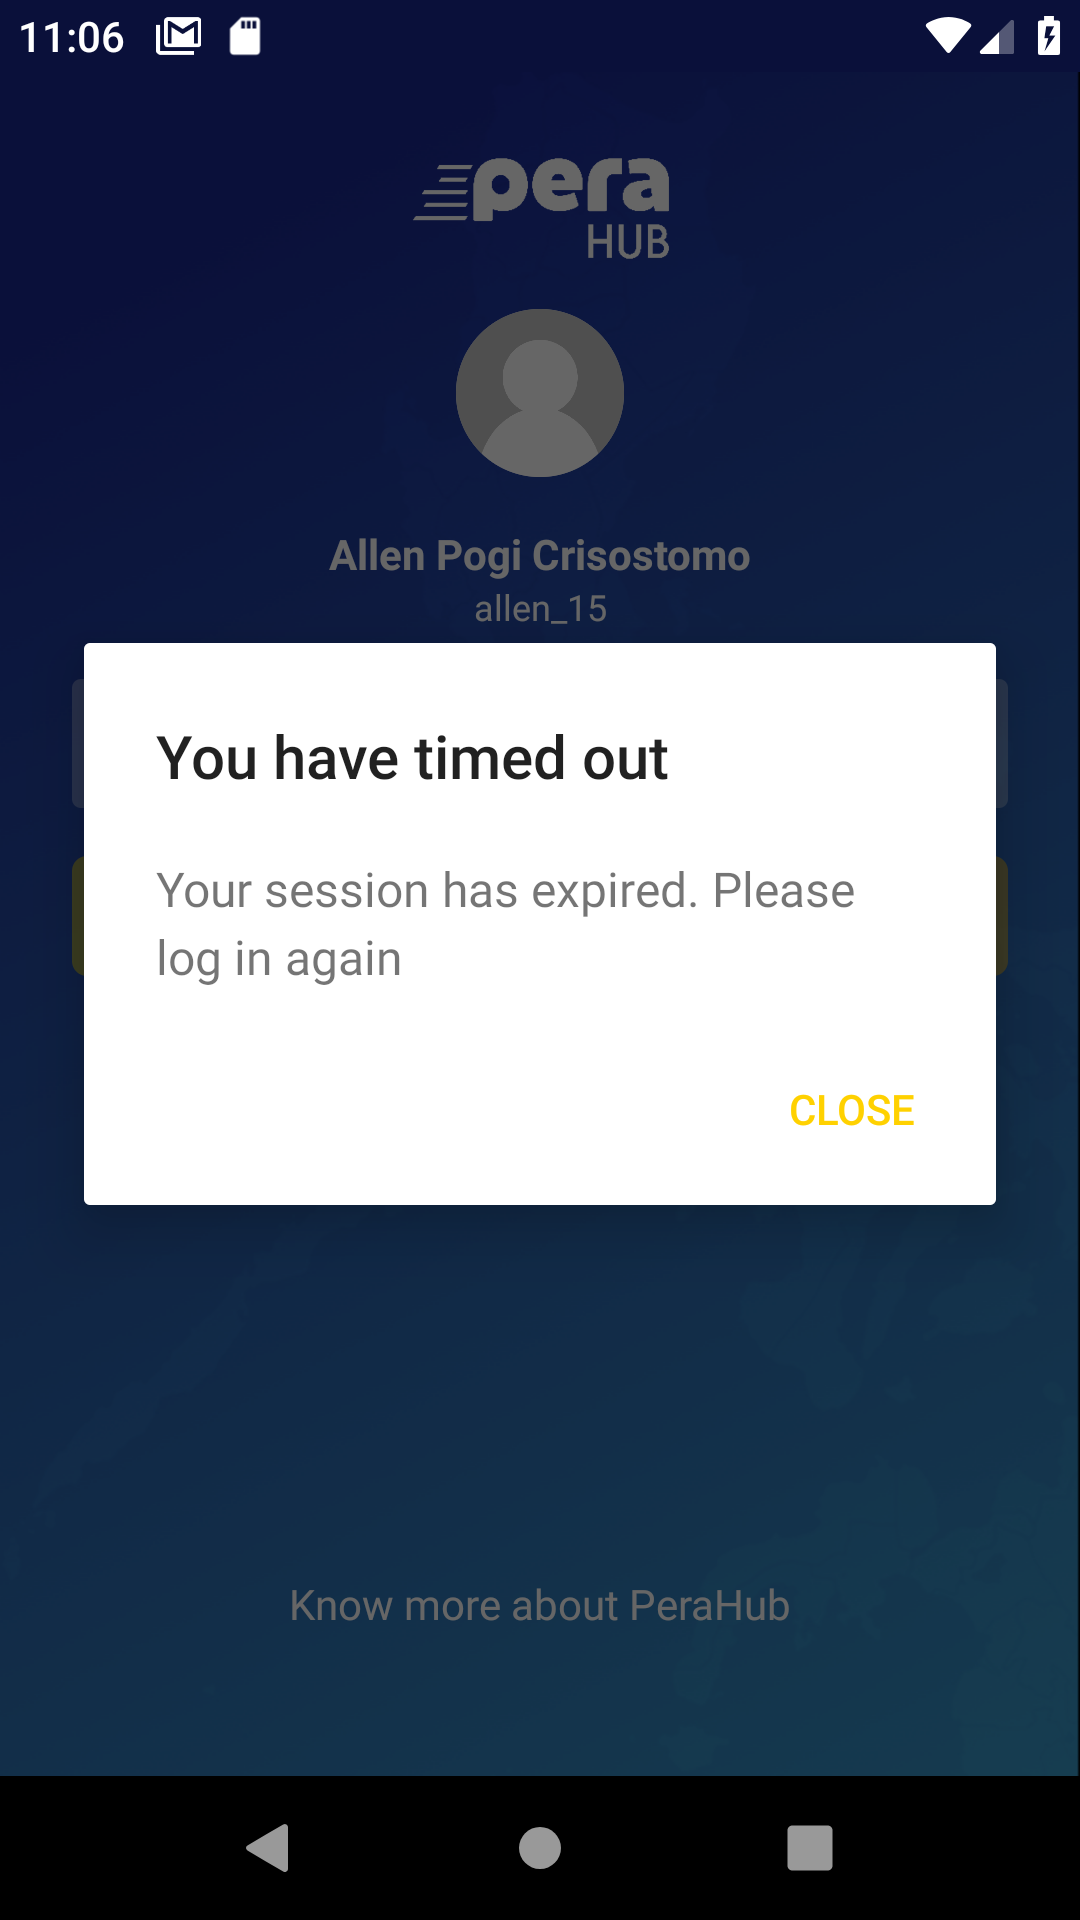 11:06
pera
HUB
Allen Pogi Crisostomo
allen_15
You have timed out
Your session has expired. Please
log in again
CLOSE
Know more about PeraHub